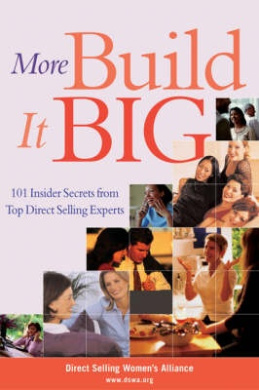 More Build
It BIG
101 Insider Secrets from
Top Direct Selling Experts
Direct Selling Women's Alliance
www.dswa.org